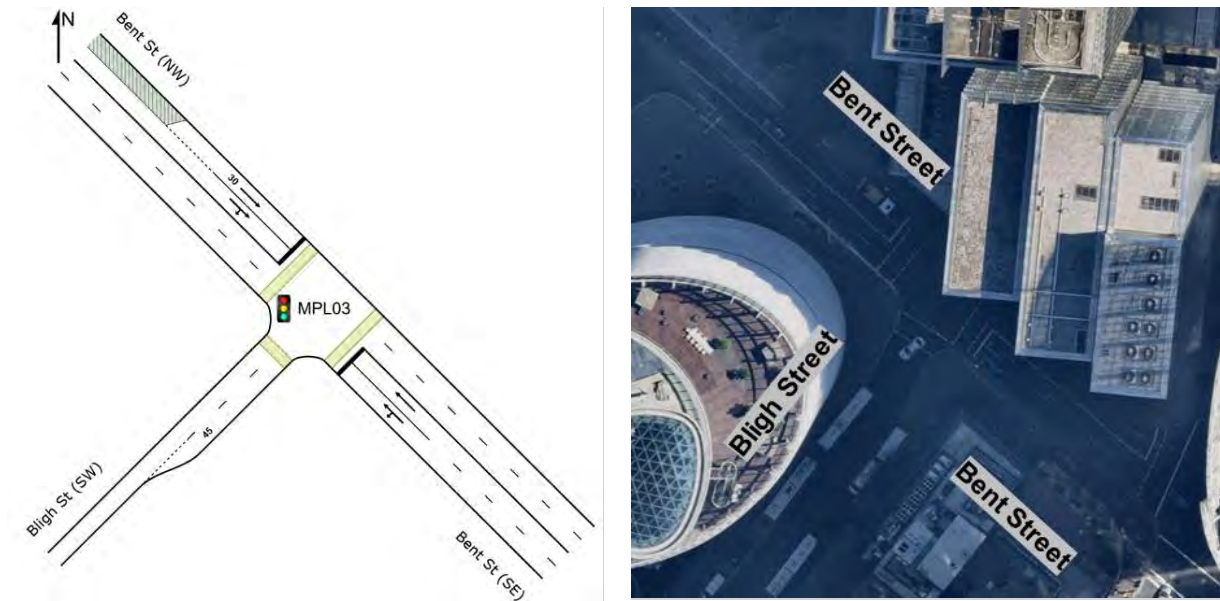 N
Bent St (NW)
30
MPL03
45
Bligh St (SW)
Bent St (SE)
Bent Street
Bligh Street
Bent Street